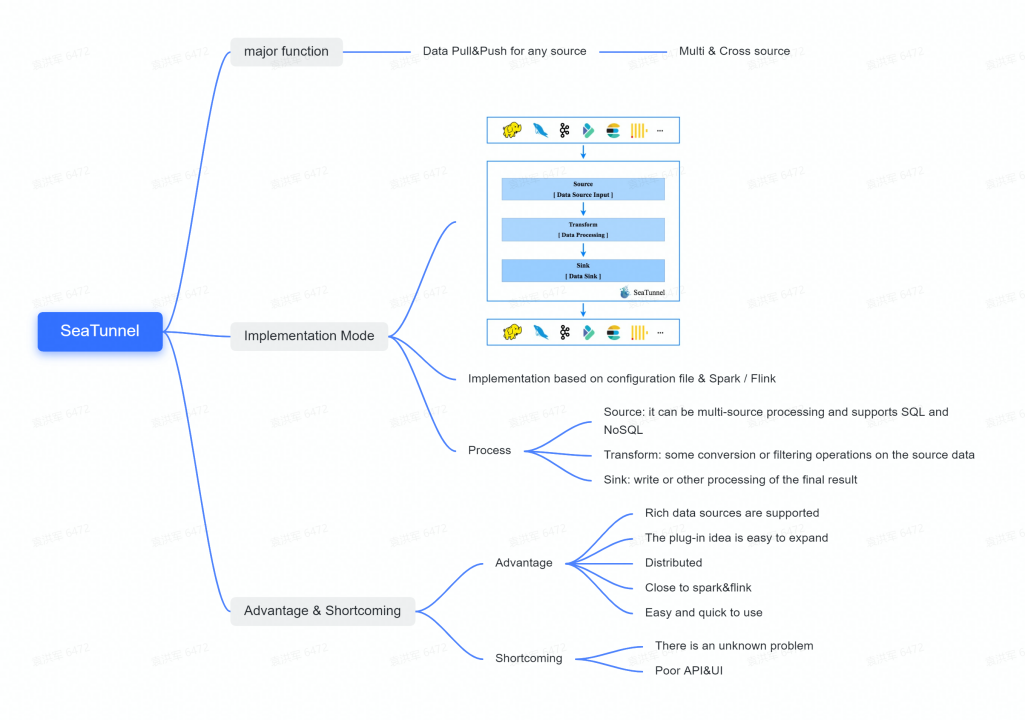 major function
Data Pull&Push for any source
Multi & Cross source
...
Source
[ Data Source Input ]
Transform
[ Data Processing ]
Sink
[ Data Sink ]
SeaTunnel
...
SeaTunnel
Implementation Mode
Implementation based on configuration file & Spark / Flink
Process
Source: it can be multi-source processing and supports SQL and
NoSQL
Transform: some conversion or filtering operations on the source data
Sink: write or other processing of the final result
Advantage & Shortcoming
Advantage
Rich data sources are supported
The plug-in idea is easy to expand
Distributed
Close to spark&flink
Easy and quick to use
Shortcoming
There is an unknown problem
Poor API&UI